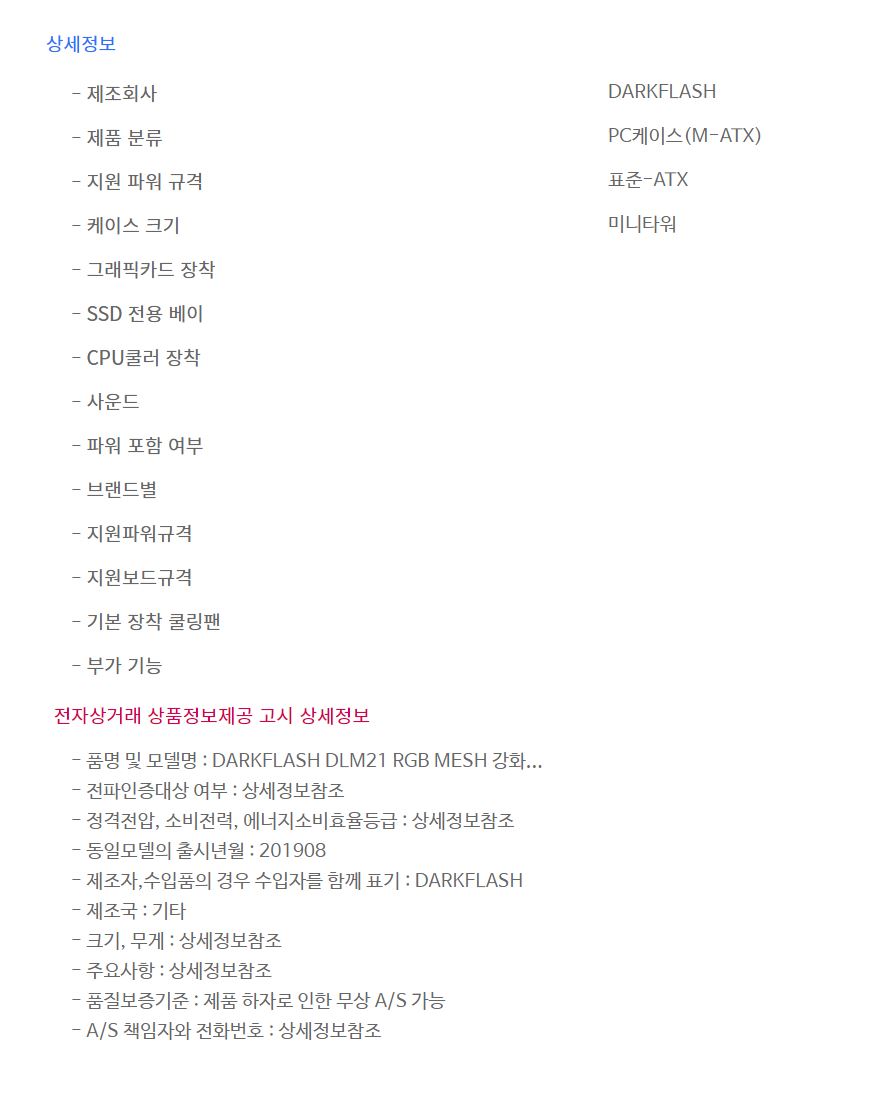 상세정보
- 제조회사 DARKFLASH
- 제품 분류 PC케이스(M-ATX)
- 지원 파워 규격 표준-ATX
- 케이스 크기 미니타워
- 그래픽카드 장착
- SSD 전용 베이
- CPU쿨러 장착
- 사운드
- 파워 포함 여부
- 브랜드별
- 지원파워규격
- 지원보드규격
- 기본 장착 쿨링팬
- 부가 기능
전자상거래 상품정보제공 고시 상세정보
- 품명 및 모델명 : DARKFLASH DLM21 RGB MESH 강화...
- 전파인증대상 여부 : 상세정보참조
- 정격전압, 소비전력, 에너지소비효율등급 : 상세정보참조
- 동일모델의 출시년월 : 201908
- 제조자,수입품의 경우 수입자를 함께 표기 : DARKFLASH
- 제조국 : 기타
- 크기, 무게 : 상세정보참조
- 주요사항 : 상세정보참조
- 품질보증기준 : 제품 하자로 인한 무상 A/S 가능
- A/S 책임자와 전화번호 : 상세정보참조